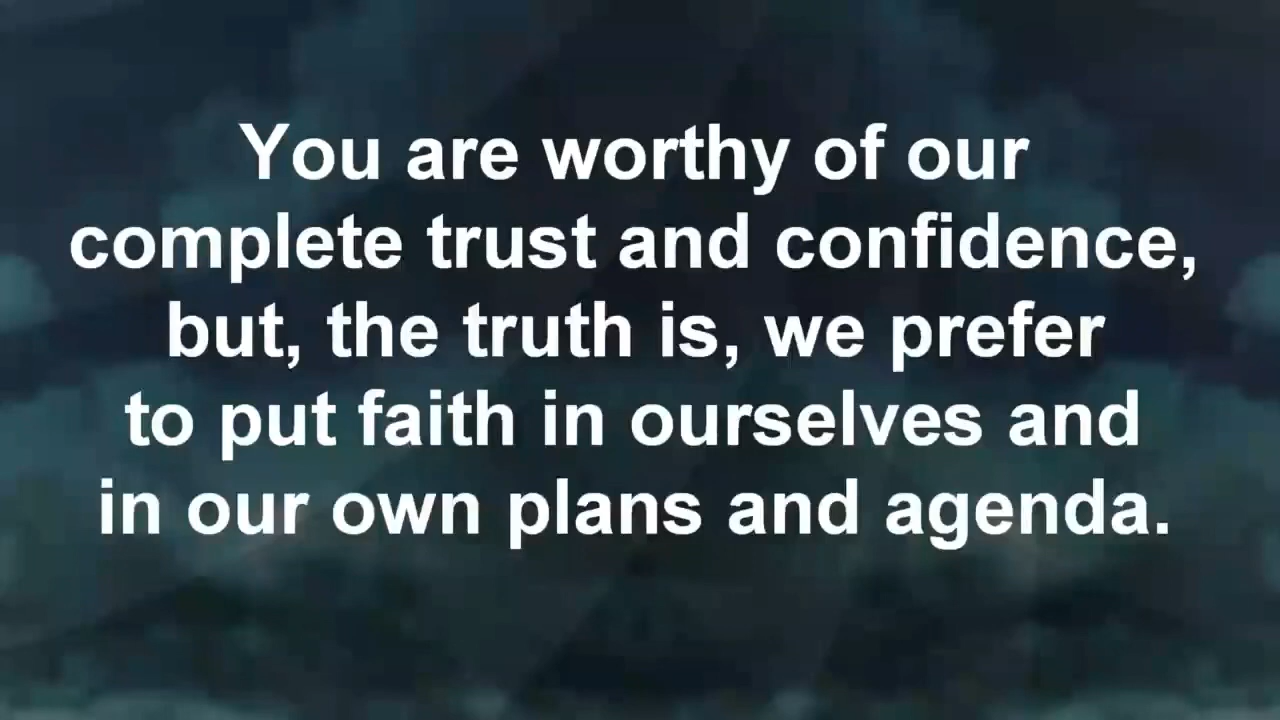 You are worthy of our
complete trust and confidence,
but, the truth is, we prefer
to put faith in ourselves and
in our own plans and agenda.